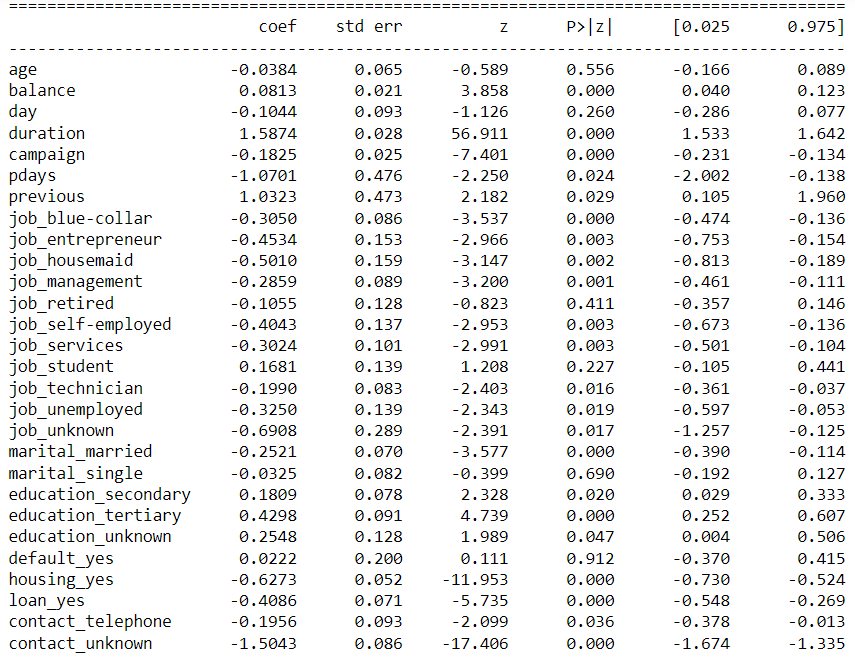 ==============================================================================
coef std err z P>|z| [0.025 0.975]
------------------------------------------------------------------------------
age -0.0384 0.065 -0.589 0.556 -0.166 0.089
balance 0.0813 0.021 3.858 0.000 0.040 0.123
day -0.1044 0.093 -1.126 0.260 -0.286 0.077
duration 1.5874 0.028 56.911 0.000 1.533 1.642
campaign -0.1825 0.025 -7.401 0.000 -0.231 -0.134
pdays -1.0701 0.476 -2.250 0.024 -2.002 -0.138
previous 1.0323 0.473 2.182 0.029 0.105 1.960
job_blue-collar -0.3050 0.086 -3.537 0.000 -0.474 -0.136
job_entrepreneur -0.4534 0.153 -2.966 0.003 -0.753 -0.154
job_housemaid -0.5010 0.159 -3.147 0.002 -0.813 -0.189
job_management -0.2859 0.089 -3.200 0.001 -0.461 -0.111
job_retired -0.1055 0.128 -0.823 0.411 -0.357 0.146
job_self-employed -0.4043 0.137 -2.953 0.003 -0.673 -0.136
job_services -0.3024 0.101 -2.991 0.003 -0.501 -0.104
job_student 0.1681 0.139 1.208 0.227 -0.105 0.441
job_technician -0.1990 0.083 -2.403 0.016 -0.361 -0.037
job_unemployed -0.3250 0.139 -2.343 0.019 -0.597 -0.053
job_unknown -0.6908 0.289 -2.391 0.017 -1.257 -0.125
marital_married -0.2521 0.070 -3.577 0.000 -0.390 -0.114
marital_single -0.0325 0.082 -0.399 0.690 -0.192 0.127
education_secondary 0.1809 0.078 2.328 0.020 0.029 0.333
education_tertiary 0.4298 0.091 4.739 0.000 0.252 0.607
education_unknown 0.2548 0.128 1.989 0.047 0.004 0.506
default_yes 0.0222 0.200 0.111 0.912 -0.370 0.415
housing_yes -0.6273 0.052 -11.953 0.000 -0.730 -0.524
loan_yes -0.4086 0.071 -5.735 0.000 -0.548 -0.269
contact_telephone -0.1956 0.093 -2.099 0.036 -0.378 -0.013
contact_unknown -1.5043 0.086 -17.406 0.000 -1.674 -1.335